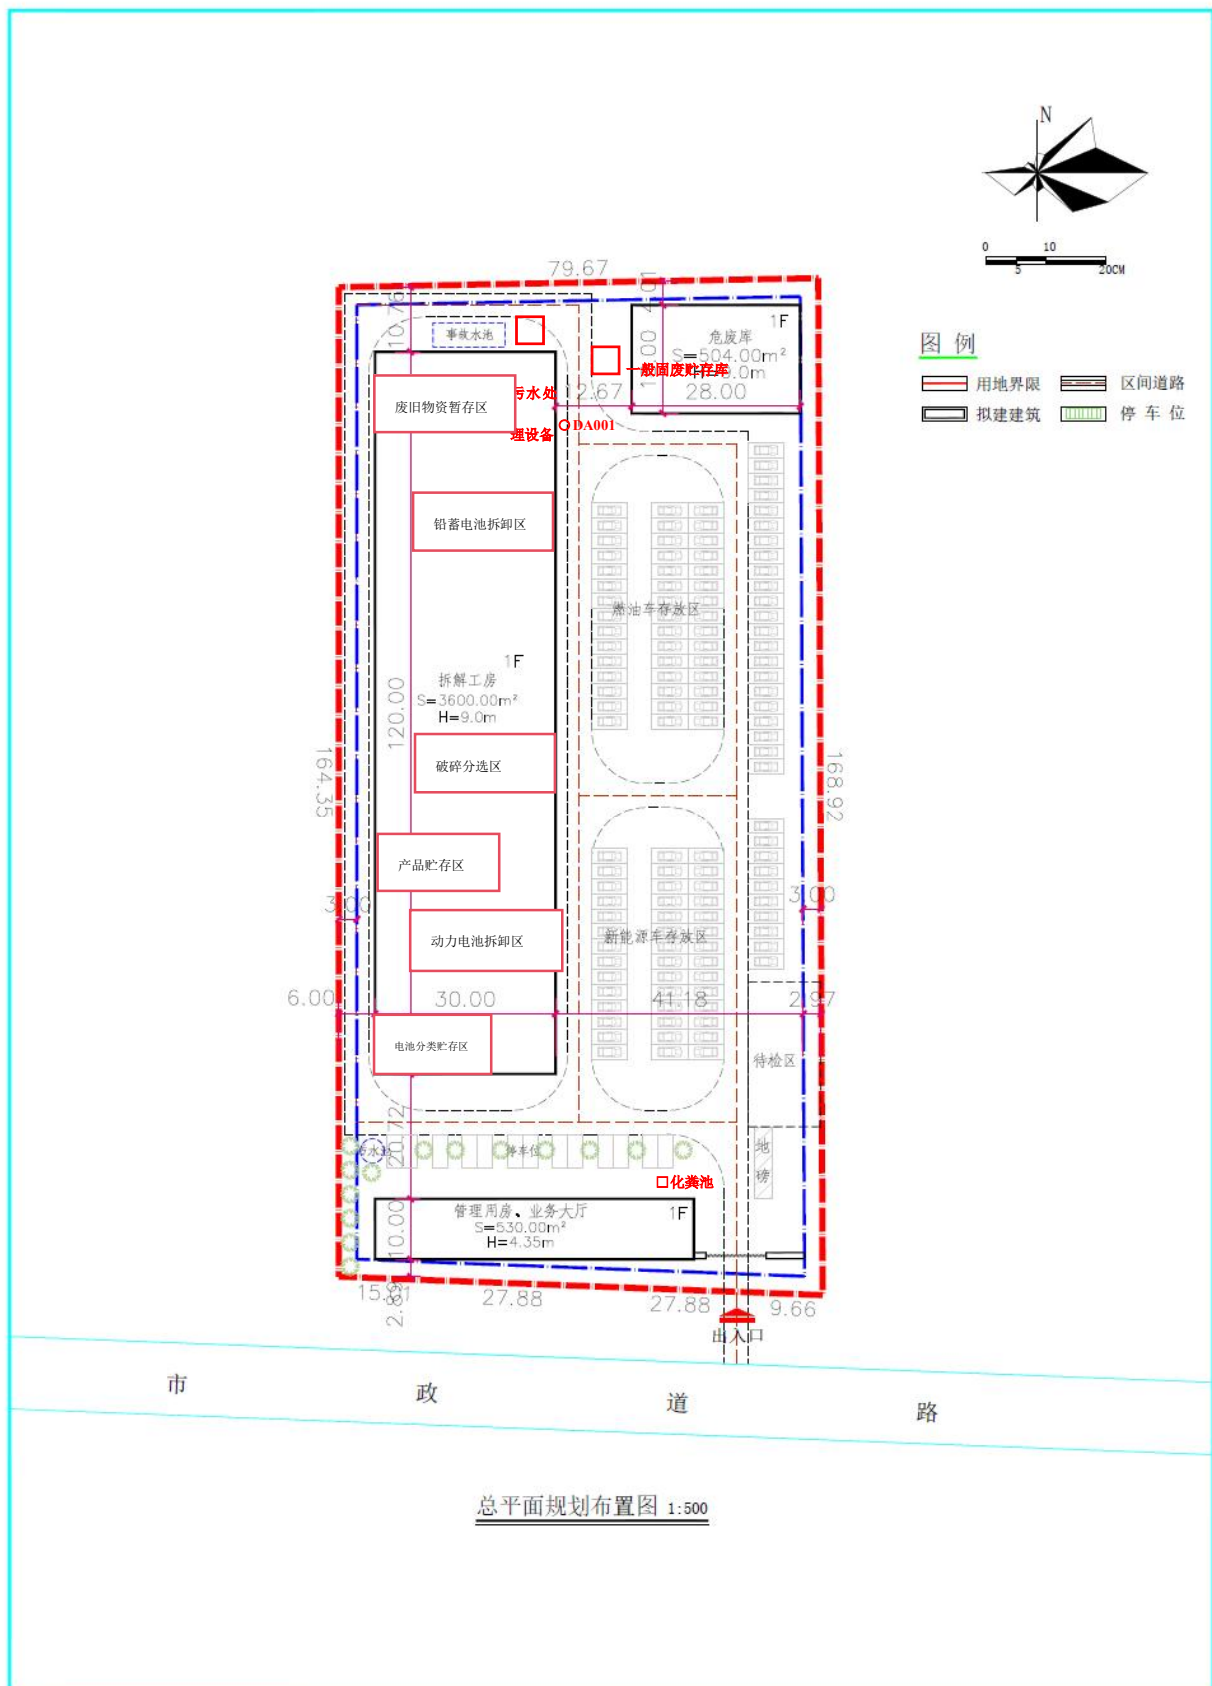 N
0
10
5
20CM
图 例
用地界限
区间道路
拟建建筑
停 车 位
79.67
4.01
10.76
事故水池
1F
危废库
S=504.00m²
一般固废贮存库
28.00
12.67
污水处
理设备
DA001
废旧物资暂存区
铅蓄电池拆卸区
燃油车存放区
1F
拆解工房
S=3600.00m²
H=9.0m
120.00
破碎分选区
164.35
168.92
产品贮存区
3.00
3.00
动力电池拆卸区
新能源车存放区
6.00
30.00
41.18
2.97
电池分类贮存区
待检区
20.72
停车位
地
磅
化粪池
管理用房、业务大厅
1F
S=530.00m²
H=4.35m
10.00
27.88
27.88
9.66
出入口
市 政 道 路
总平面规划布置图 1:500